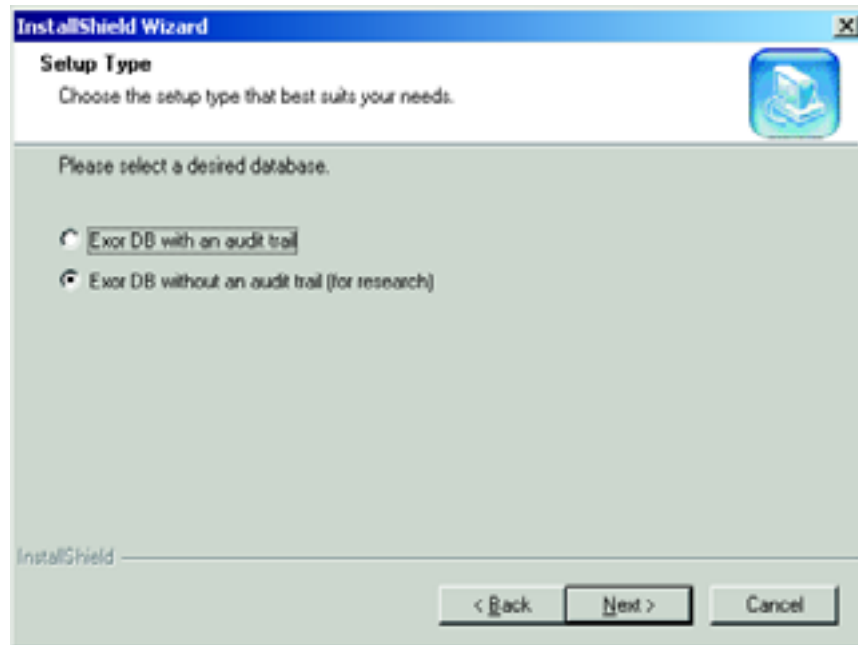 InstallShield Wizard
Setup Type
Choose the setup type that best suits your needs.
Please select a desired database.
Exor DB with an audit trail
Exor DB without an audit trail (for research)
InstallShield
< Back
Next >
Cancel